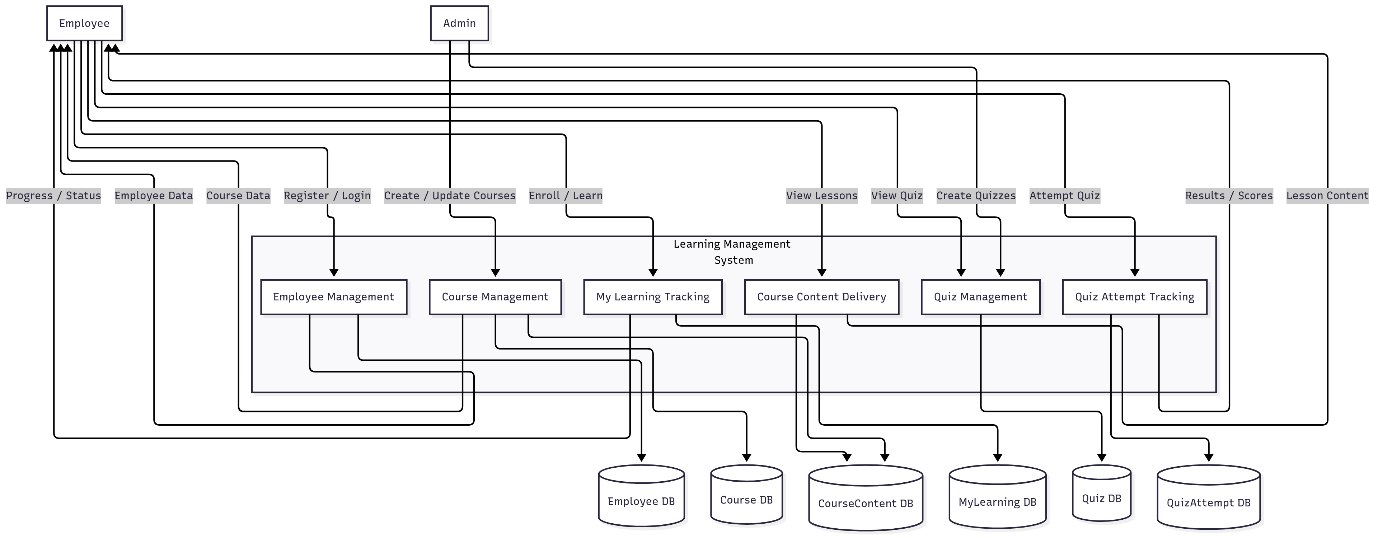 Employee
Admin
Progress / Status
Employee Data
Course Data
Register / Login
Create / Update Courses
Enroll / Learn
View Lessons
View Quiz
Create Quizzes
Attempt Quiz
Results / Scores
Lesson Content
Learning Management
System
Employee Management
Course Management
My Learning Tracking
Course Content Delivery
Quiz Management
Quiz Attempt Tracking
Employee DB
Course DB
CourseContent DB
MyLearning DB
Quiz DB
QuizAttempt DB